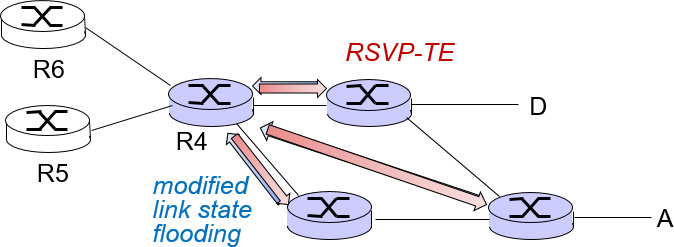 RSVP-TE
R6
D
R4
R5
modified
link state
flooding
A